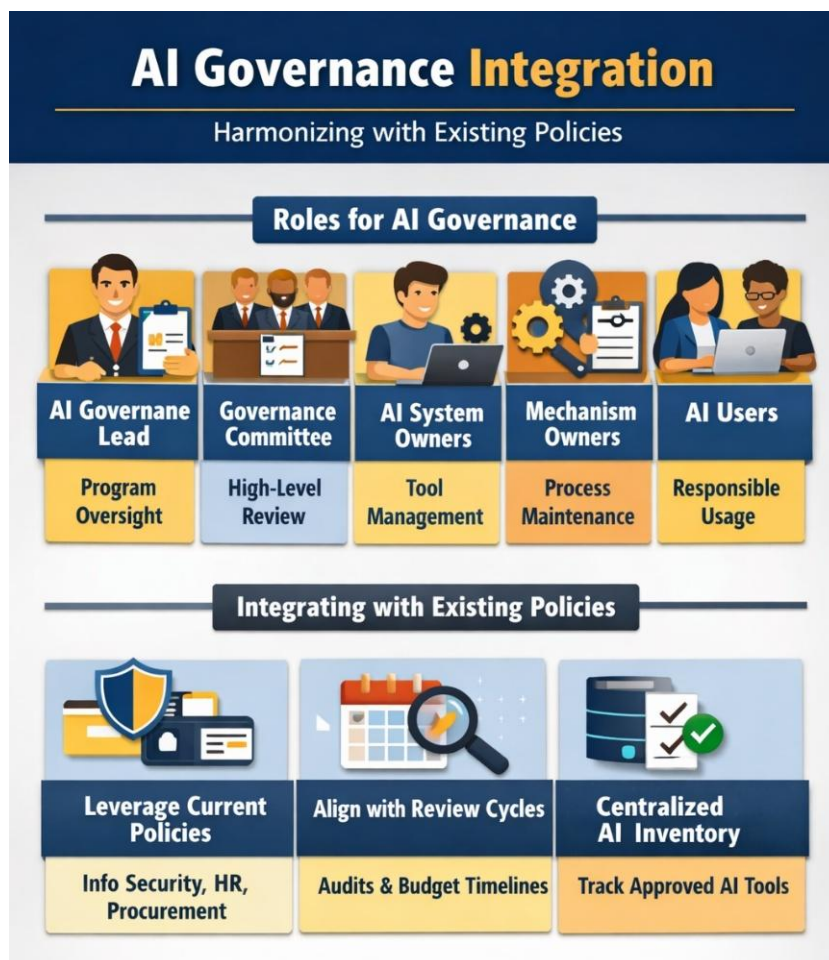 AI Governance Integration
Harmonizing with Existing Policies
Roles for AI Governance
AI Governane
Lead
Program
Oversight
Governance
Committee
High-Level
Review
AI System
Owners
Tool
Management
Mechanism
Owners
Process
Maintenance
AI Users
Responsible
Usage
Integrating with Existing Policies
Leverage Current
Policies
Info Security, HR,
Procurement
Align with Review Cycles
Audits & Budget Timelines
Centralized
AI Inventory
Track Approved AI Tools